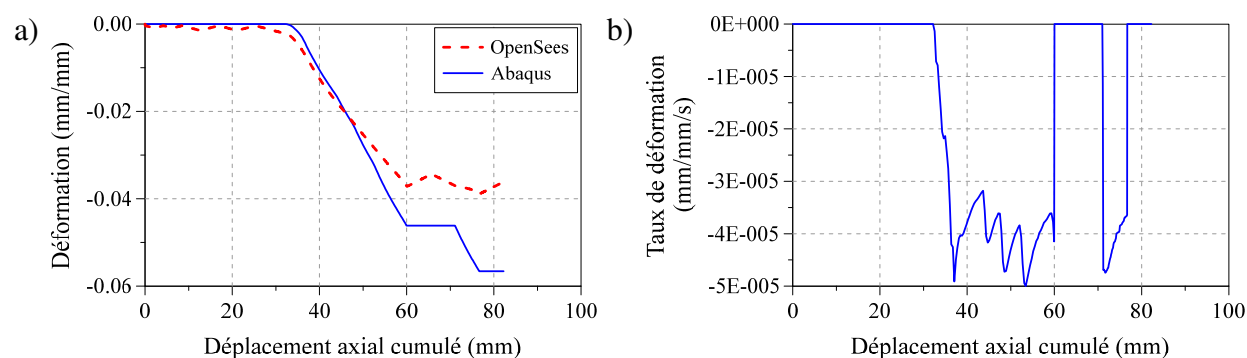 a)
0.00
-0.02
-0.04
-0.06
Déformation (mm/mm)
OpenSees
Abaqus
0 20 40 60 80 100
Déplacement axial cumulé (mm)
b)
0E+000
-1E-005
-2E-005
-3E-005
-4E-005
-5E-005
Taux de déformation
(mm/mm/s)
0 20 40 60 80 100
Déplacement axial cumulé (mm)